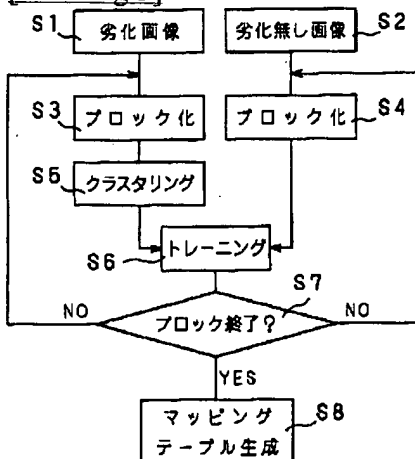 S1
劣化画像
劣化無し画像
S2
S3
ブロック化
ブロック化
S4
S5
クラスタリング
トレーニング
S6
S7
NO
ブロック終了?
NO
YES
マッピング
テーブル生成
S8